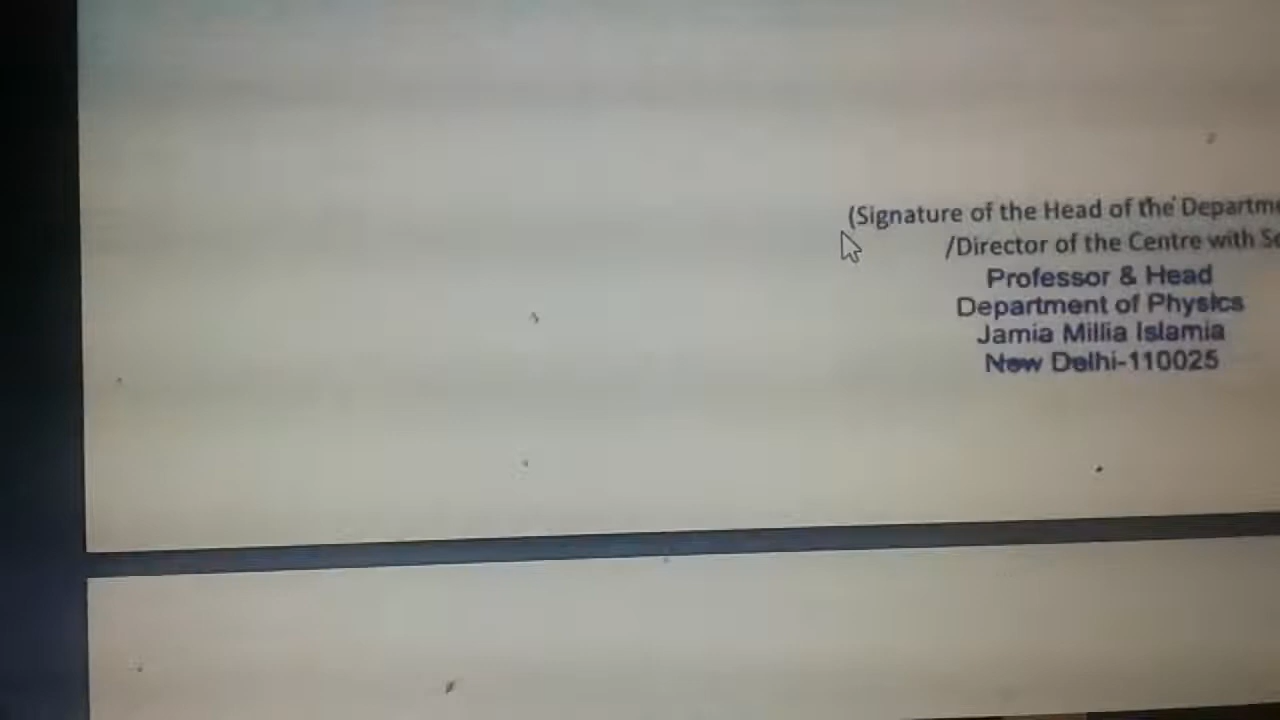 (Signature of the Head of the
/Director of the Centre with
Professor & Head
Department of Physics
Jamia Millia Islamia
New Delhi-110025